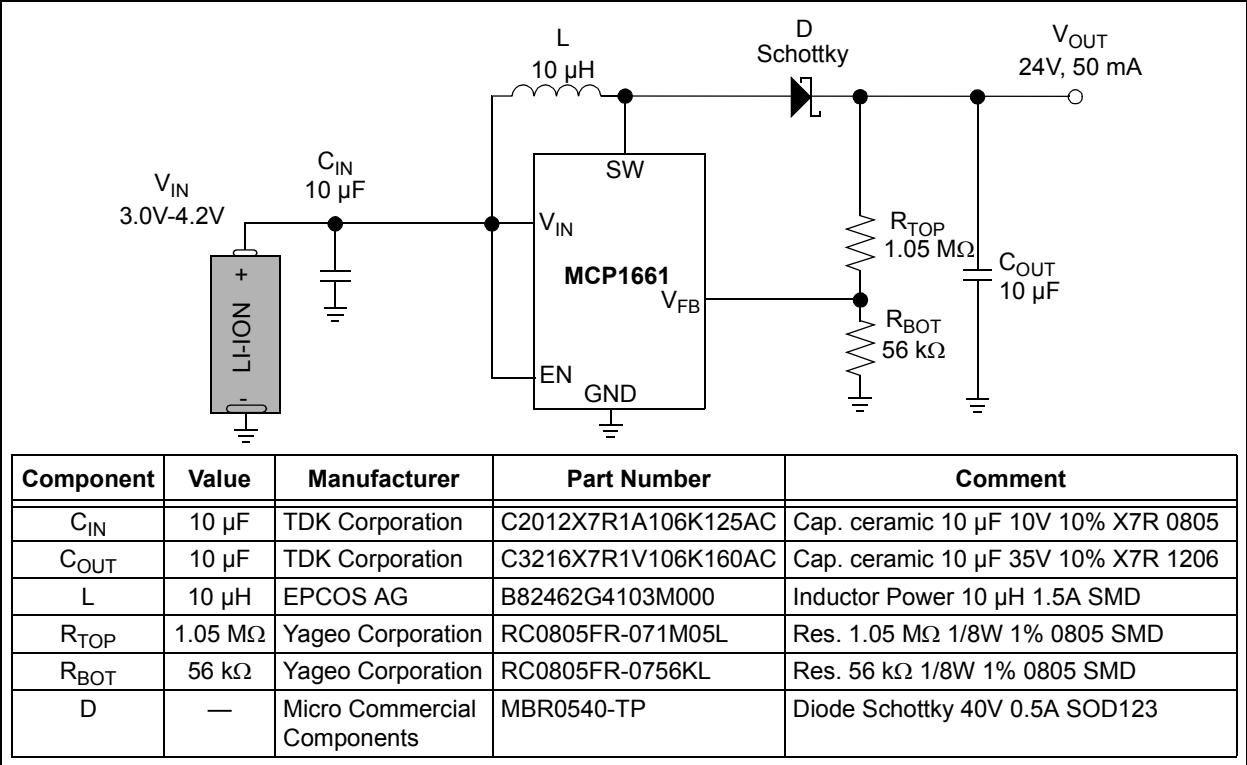 L
10 µH
D
Schottky
V_OUT
24V, 50 mA
V_IN
3.0V-4.2V
C_IN
10 µF
SW
V_IN
MCP1661
V_FB
EN
GND
R_TOP
1.05 MΩ
C_OUT
10 µF
R_BOT
56 kΩ
+
LI-ION
-
Component Value Manufacturer Part Number Comment
C_IN 10 µF TDK Corporation C2012X7R1A106K125AC Cap. ceramic 10 µF 10V 10% X7R 0805
C_OUT 10 µF TDK Corporation C3216X7R1V106K160AC Cap. ceramic 10 µF 35V 10% X7R 1206
L 10 µH EPCOS AG B82462G4103M000 Inductor Power 10 µH 1.5A SMD
R_TOP 1.05 MΩ Yageo Corporation RC0805FR-071M05L Res. 1.05 MΩ 1/8W 1% 0805 SMD
R_BOT 56 kΩ Yageo Corporation RC0805FR-0756KL Res. 56 kΩ 1/8W 1% 0805 SMD
D — Micro Commercial Components MBR0540-TP Diode Schottky 40V 0.5A SOD123